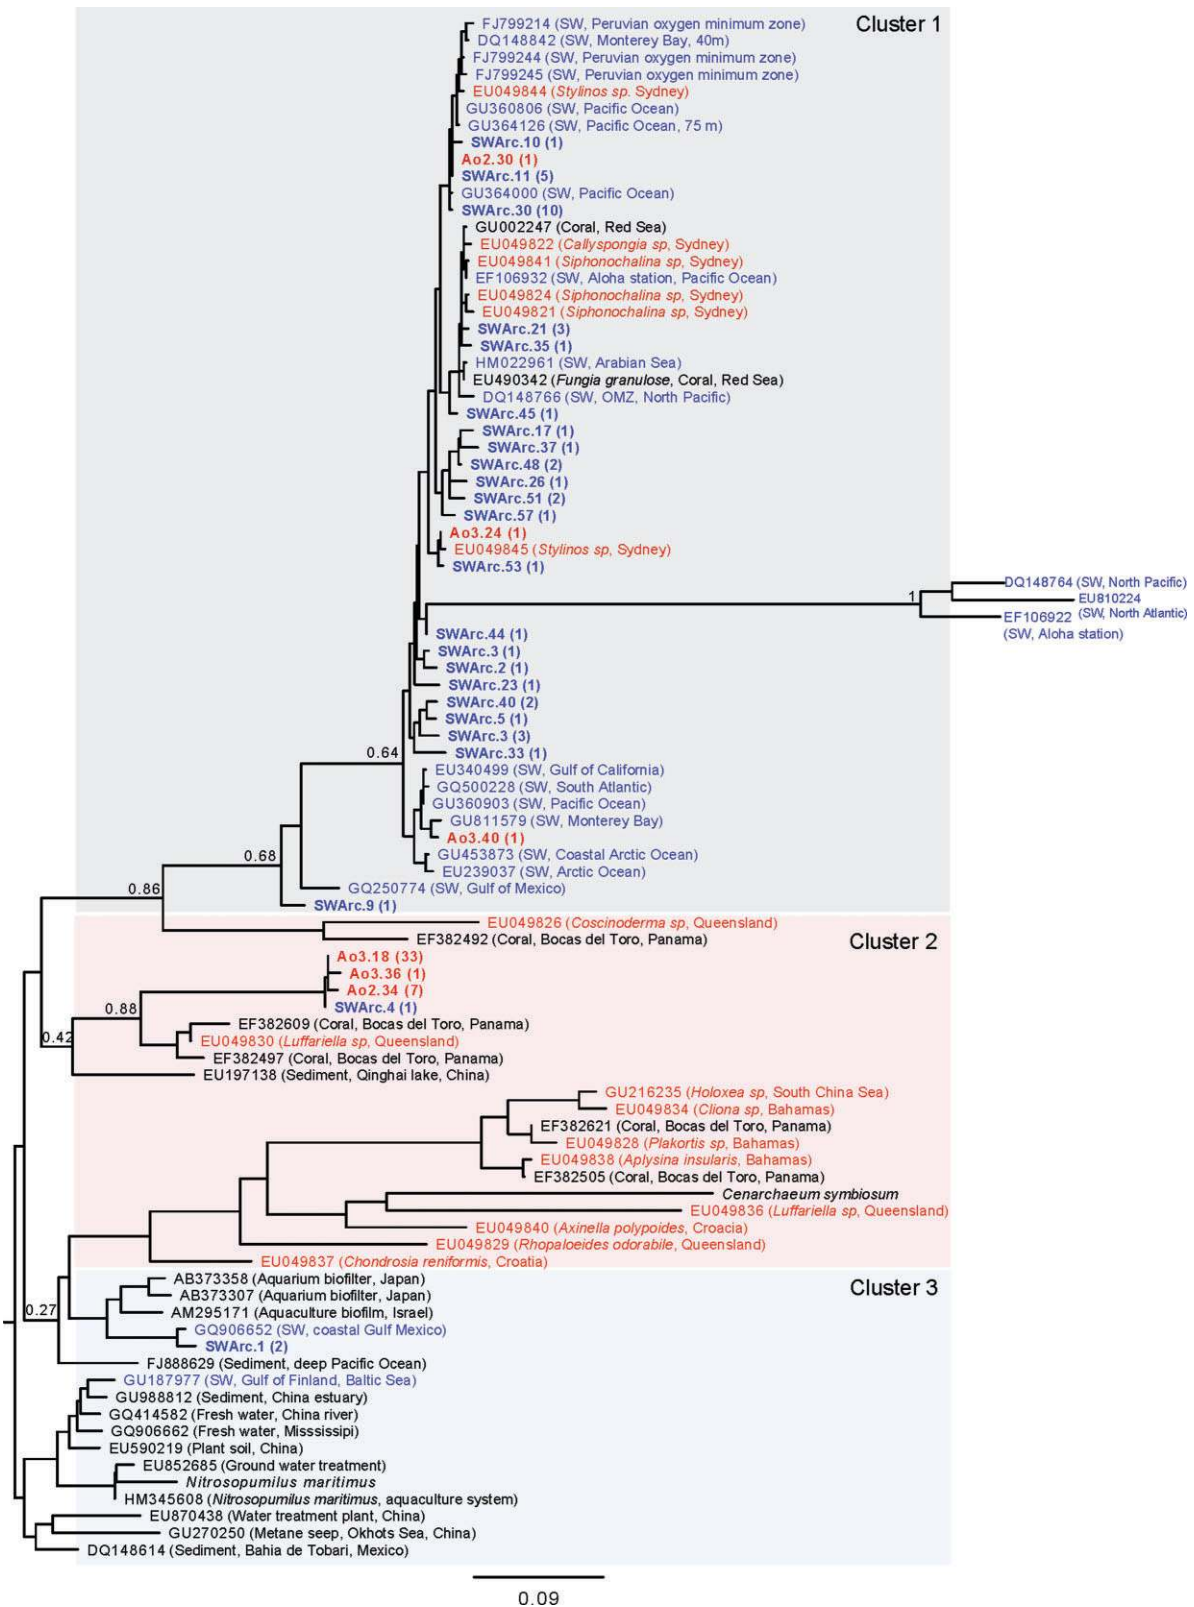 Cluster 1
FJ799214 (SW, Peruvian oxygen minimum zone)
DQ148842 (SW, Monterey Bay, 40m)
FJ799244 (SW, Peruvian oxygen minimum zone)
FJ799245 (SW, Peruvian oxygen minimum zone)
EU049844 (Stylinos sp. Sydney)
GU360806 (SW, Pacific Ocean)
GU364126 (SW, Pacific Ocean, 75 m)
SWArc.10 (1)
Ao2.30 (1)
SWArc.11 (5)
GU364000 (SW, Pacific Ocean)
SWArc.30 (10)
GU002247 (Coral, Red Sea)
EU049822 (Callyspongia sp, Sydney)
EU049841 (Siphonochalina sp, Sydney)
EF106932 (SW, Aloha station, Pacific Ocean)
EU049824 (Siphonochalina sp, Sydney)
EU049821 (Siphonochalina sp, Sydney)
SWArc.21 (3)
SWArc.35 (1)
HM022961 (SW, Arabian Sea)
EU490342 (Fungia granulose, Coral, Red Sea)
DQ148766 (SW, OMZ, North Pacific)
SWArc.45 (1)
SWArc.17 (1)
SWArc.37 (1)
SWArc.48 (2)
SWArc.26 (1)
SWArc.51 (2)
SWArc.57 (1)
Ao3.24 (1)
EU049845 (Stylinos sp, Sydney)
SWArc.53 (1)
DQ148764 (SW, North Pacific)
1
EU810224
(SW, North Atlantic)
EF106922
(SW, Aloha station)
SWArc.44 (1)
SWArc.3 (1)
SWArc.2 (1)
SWArc.23 (1)
SWArc.40 (2)
SWArc.5 (1)
SWArc.3 (3)
SWArc.33 (1)
0.64
EU340499 (SW, Gulf of California)
GQ500228 (SW, South Atlantic)
GU360903 (SW, Pacific Ocean)
GU811579 (SW, Monterey Bay)
Ao3.40 (1)
GU453873 (SW, Coastal Arctic Ocean)
0.68
EU239037 (SW, Arctic Ocean)
GQ250774 (SW, Gulf of Mexico)
0.86
SWArc.9 (1)
EU049826 (Coscinoderma sp, Queensland)
EF382492 (Coral, Bocas del Toro, Panama)
Cluster 2
Ao3.18 (33)
Ao3.36 (1)
Ao2.34 (7)
0.88
SWArc.4 (1)
EF382609 (Coral, Bocas del Toro, Panama)
0.42
EU049830 (Luffariella sp, Queensland)
EF382497 (Coral, Bocas del Toro, Panama)
EU197138 (Sediment, Qinghai lake, China)
GU216235 (Holoxea sp, South China Sea)
EU049834 (Cliona sp, Bahamas)
EF382621 (Coral, Bocas del Toro, Panama)
EU049828 (Plakortis sp, Bahamas)
EU049838 (Aplysina insularis, Bahamas)
EF382505 (Coral, Bocas del Toro, Panama)
Cenarchaeum symbiosum
EU049836 (Luffariella sp, Queensland)
EU049840 (Axinella polypoides, Croacia)
EU049829 (Rhopaloeides odorabile, Queensland)
EU049837 (Chondrosia reniformis, Croatia)
AB373358 (Aquarium biofilter, Japan)
Cluster 3
AB373307 (Aquarium biofilter, Japan)
0.27
AM295171 (Aquaculture biofilm, Israel)
GQ906652 (SW, coastal Gulf Mexico)
SWArc.1 (2)
FJ888629 (Sediment, deep Pacific Ocean)
GU187977 (SW, Gulf of Finland, Baltic Sea)
GU988812 (Sediment, China estuary)
GQ414582 (Fresh water, China river)
GQ906662 (Fresh water, Mississipi)
EU590219 (Plant soil, China)
EU852685 (Ground water treatment)
Nitrosopumilus maritimus
HM345608 (Nitrosopumilus maritimus, aquaculture system)
EU870438 (Water treatment plant, China)
GU270250 (Metane seep, Okhots Sea, China)
DQ148614 (Sediment, Bahia de Tobari, Mexico)
0.09